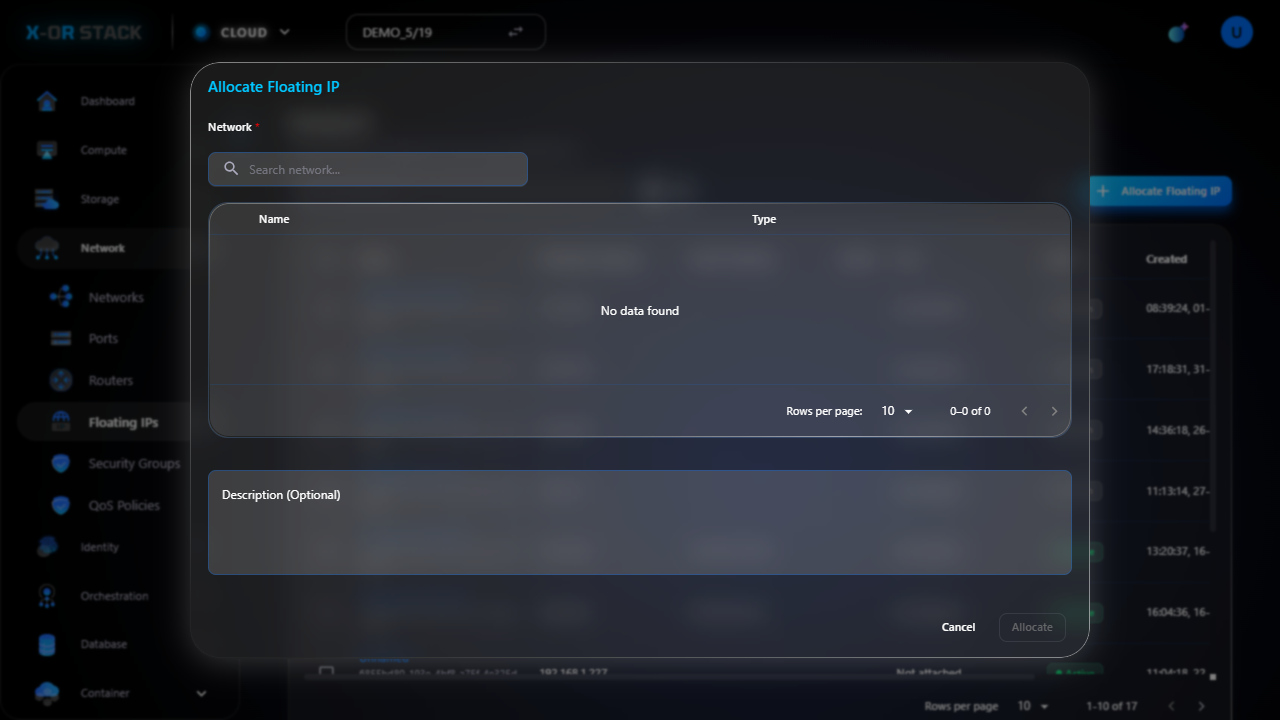 X-OR STACK
CLOUD
DEMO_5/19
U
Dashboard
Compute
Storage
Network
Networks
Ports
Routers
Floating IPs
Security Groups
QoS Policies
Identity
Orchestration
Database
Container
Allocate Floating IP
Network *
Search network...
Name Type
No data found
Rows per page: 10 0–0 of 0
Description (Optional)
Cancel Allocate
Allocate Floating IP
Created
08:39:24, 01-
17:18:31, 31-
14:36:18, 26-
11:13:14, 27-
13:20:37, 16-
16:04:36, 16-
192.168.1.227 Not attached Active 11:04:18, 22-
Rows per page 10 1-10 of 17